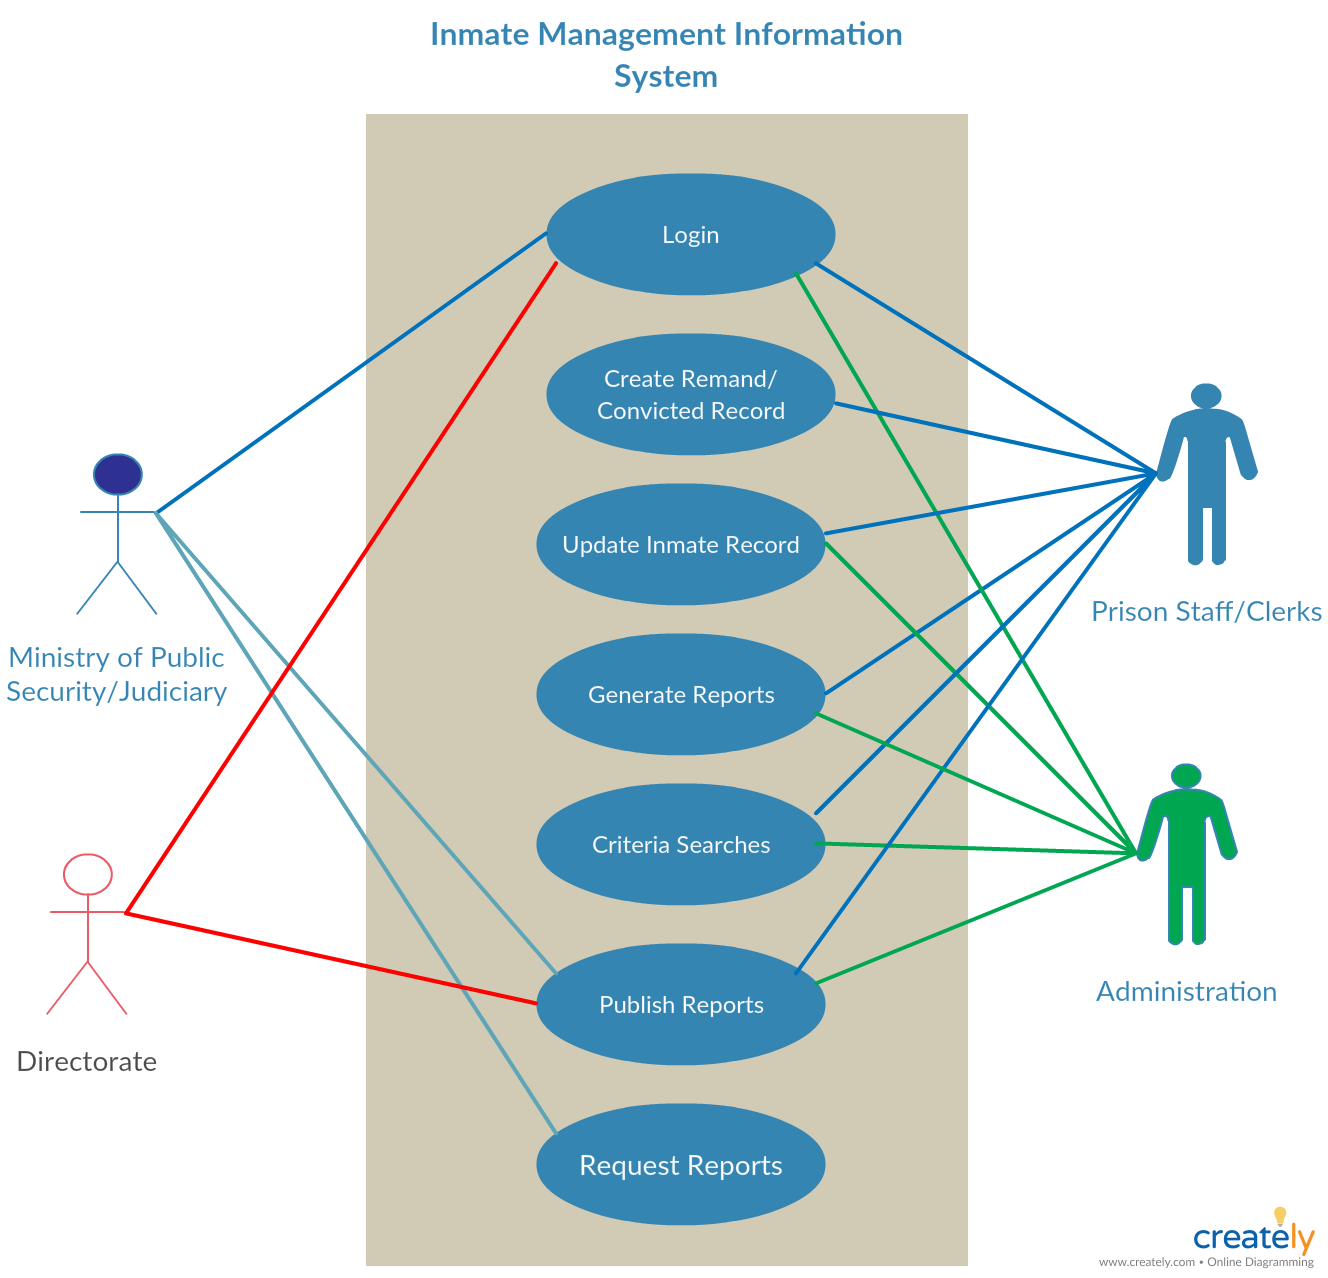 Inmate Management Information
System
Login
Create Remand/
Convicted Record
Update Inmate Record
Prison Staff/Clerks
Ministry of Public
Security/Judiciary
Generate Reports
Criteria Searches
Publish Reports
Administration
Directorate
Request Reports
creately
www.creately.com • Online Diagramming